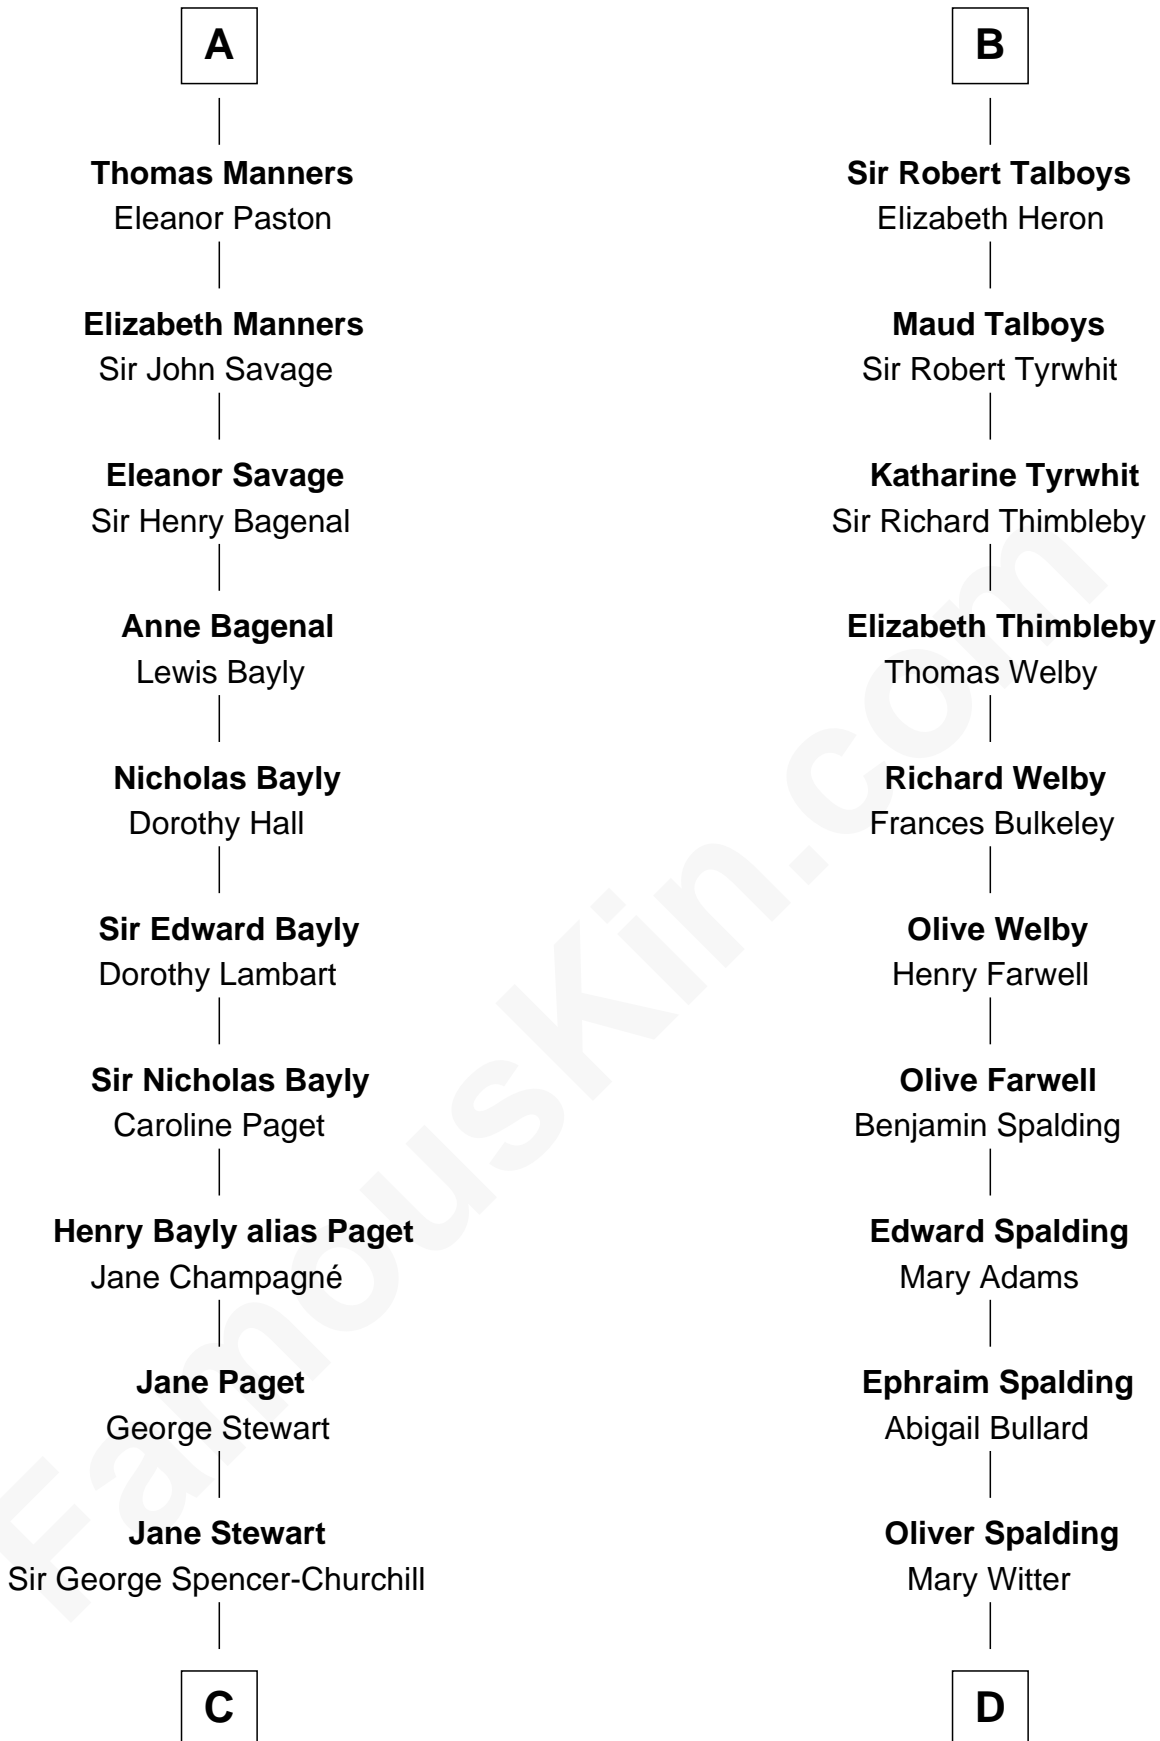 A
Thomas Manners
Eleanor Paston
Elizabeth Manners
Sir John Savage
Eleanor Savage
Sir Henry Bagenal
Anne Bagenal
Lewis Bayly
Nicholas Bayly
Dorothy Hall
Sir Edward Bayly
Dorothy Lambart
Sir Nicholas Bayly
Caroline Paget
Henry Bayly alias Paget
Jane Champagné
Jane Paget
George Stewart
Jane Stewart
Sir George Spencer-Churchill
C
B
Sir Robert Talboys
Elizabeth Heron
Maud Talboys
Sir Robert Tyrwhit
Katharine Tyrwhit
Sir Richard Thimbleby
Elizabeth Thimbleby
Thomas Welby
Richard Welby
Frances Bulkeley
Olive Welby
Henry Farwell
Olive Farwell
Benjamin Spalding
Edward Spalding
Mary Adams
Ephraim Spalding
Abigail Bullard
Oliver Spalding
Mary Witter
D
FamousKin.com